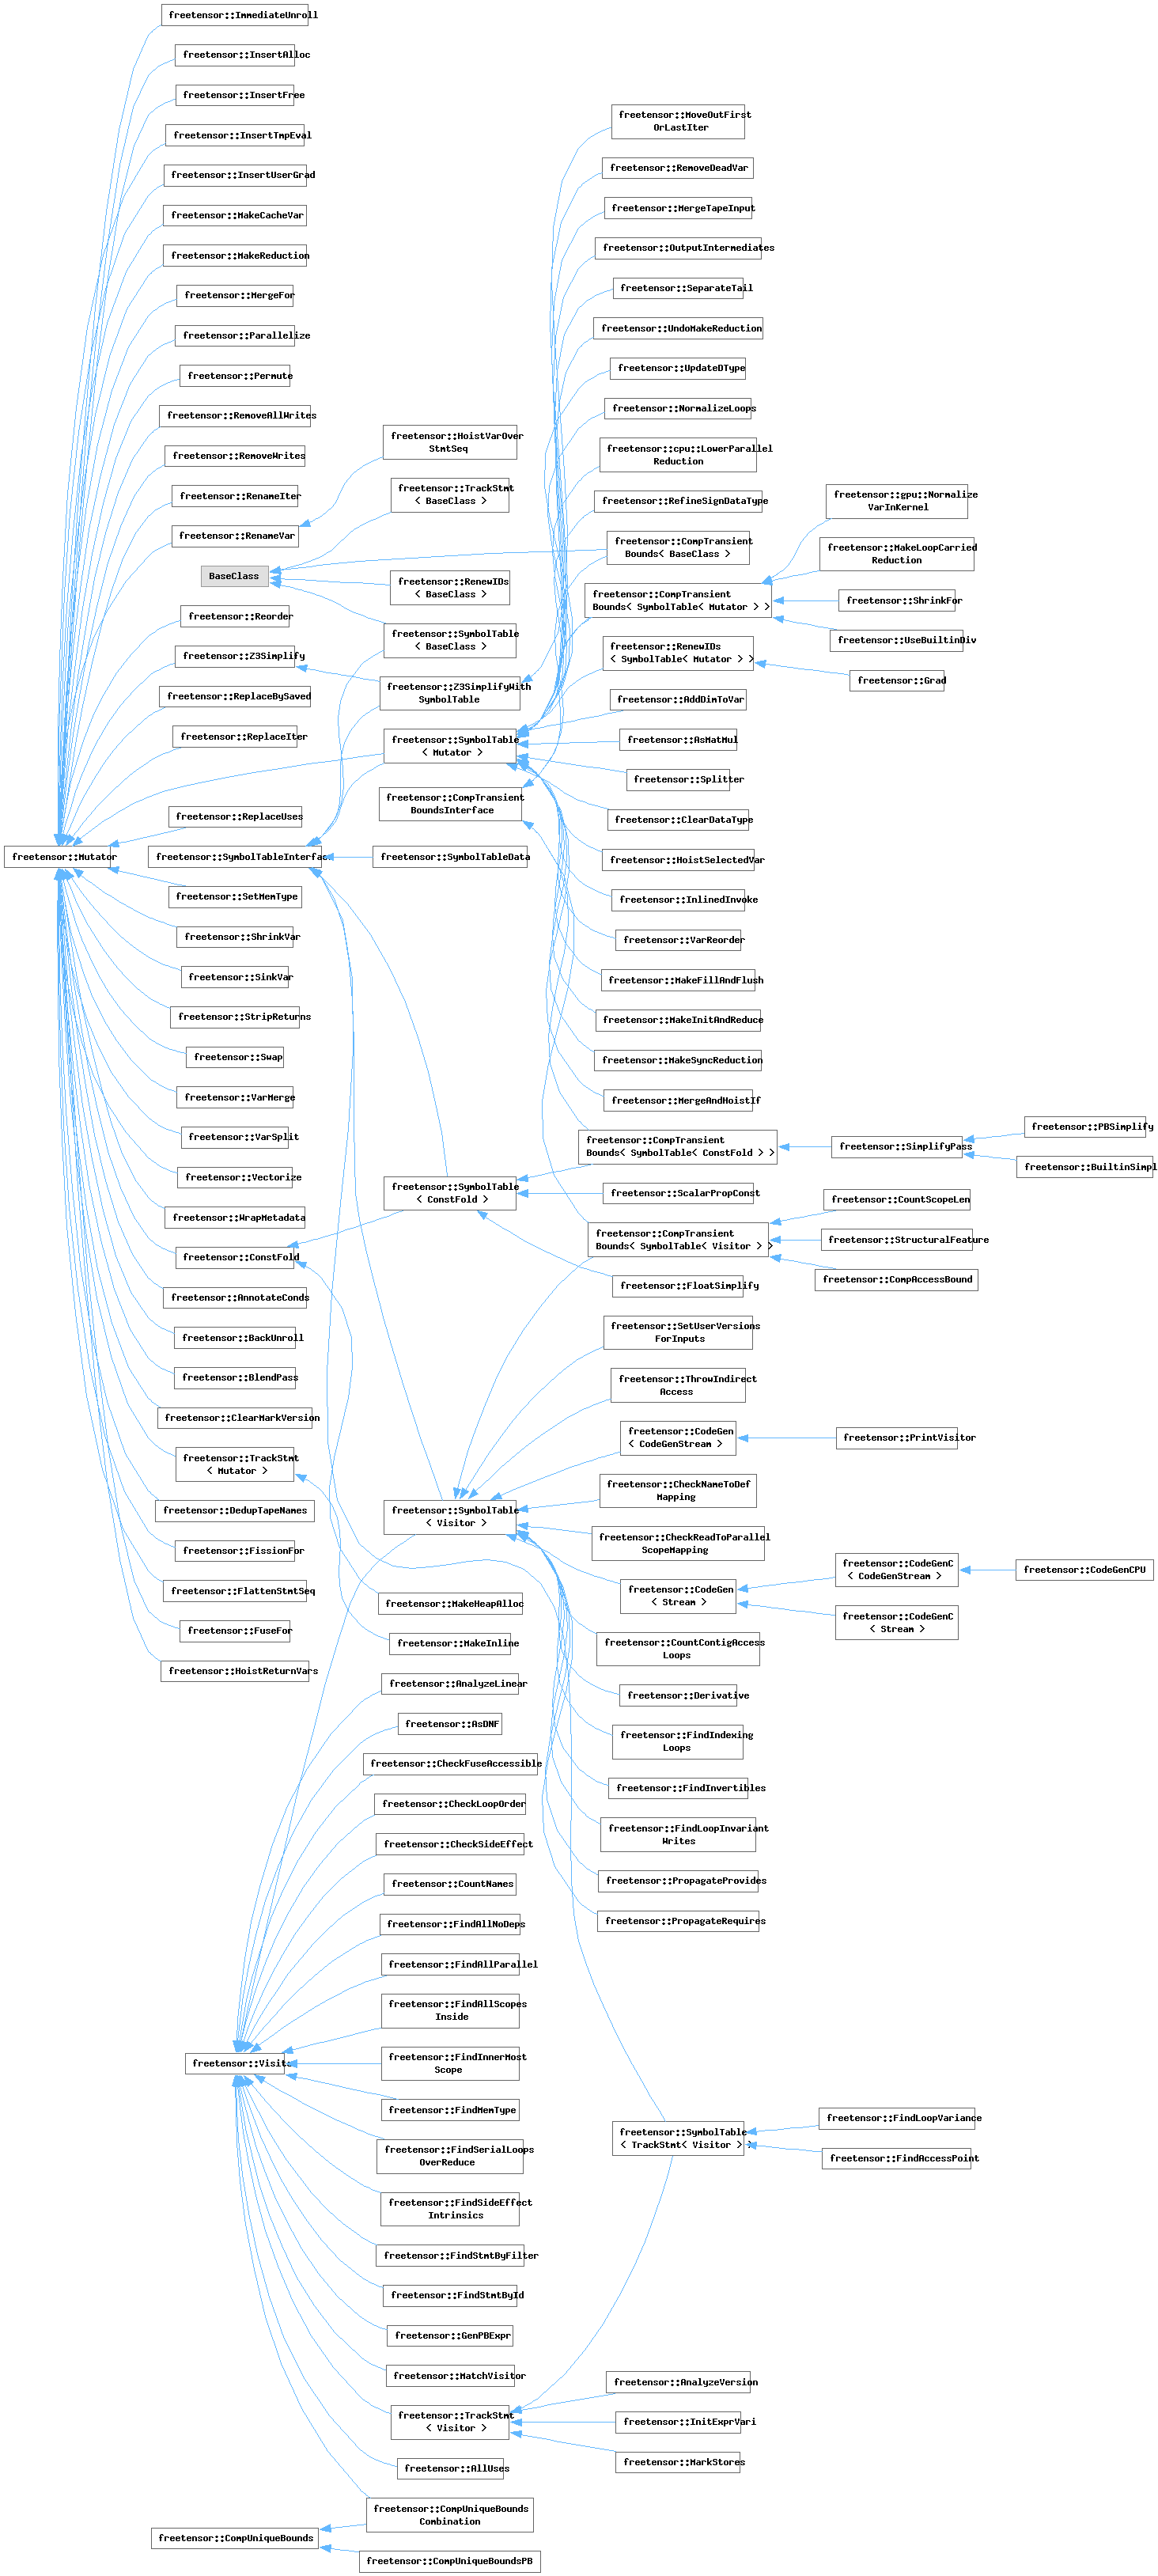 freetensor::ImmediateUnroll
freetensor::InsertAlloc
freetensor::InsertFree
freetensor::InsertTmpEval
freetensor::InsertUserGrad
freetensor::MakeCacheVar
freetensor::MakeReduction
freetensor::MergeFor
freetensor::Parallelize
freetensor::Permute
freetensor::RemoveAllWrites
freetensor::RemoveWrites
freetensor::RenameIter
freetensor::RenameVar
BaseClass
freetensor::Reorder
freetensor::Z3Simplify
freetensor::ReplaceBySaved
freetensor::ReplaceIter
freetensor::ReplaceUses
freetensor::Mutator
freetensor::SymbolTableInterfac
freetensor::SetMemType
freetensor::ShrinkVar
freetensor::SinkVar
freetensor::StripReturns
freetensor::Swap
freetensor::VarMerge
freetensor::VarSplit
freetensor::Vectorize
freetensor::WrapMetadata
freetensor::ConstFold
freetensor::AnnotateConds
freetensor::BackUnroll
freetensor::BlendPass
freetensor::ClearMarkVersion
freetensor::TrackStmt
< Mutator >
freetensor::DedupTapeNames
freetensor::FissionFor
freetensor::FlattenStmtSeq
freetensor::FuseFor
freetensor::HoistReturnVars
freetensor::Visito
freetensor::CompUniqueBounds
freetensor::HoistVarOver
StmtSeq
freetensor::TrackStmt
< BaseClass >
freetensor::RenewIDs
< BaseClass >
freetensor::SymbolTable
< BaseClass >
freetensor::Z3SimplifyWith
SymbolTable
freetensor::SymbolTable
< Mutator >
freetensor::CompTransient
BoundsInterface
freetensor::SymbolTableData
freetensor::SymbolTable
< ConstFold >
freetensor::SymbolTable
< Visitor >
freetensor::MakeHeapAlloc
freetensor::MakeInline
freetensor::AnalyzeLinear
freetensor::AsDNF
freetensor::CheckFuseAccessible
freetensor::CheckLoopOrder
freetensor::CheckSideEffect
freetensor::CountNames
freetensor::FindAllNoDeps
freetensor::FindAllParallel
freetensor::FindAllScopes
Inside
freetensor::FindInnerMost
Scope
freetensor::FindMemType
freetensor::FindSerialLoops
OverReduce
freetensor::FindSideEffect
Intrinsics
freetensor::FindStmtByFilter
freetensor::FindStmtById
freetensor::GenPBExpr
freetensor::MatchVisitor
freetensor::TrackStmt
< Visitor >
freetensor::AllUses
freetensor::CompUniqueBounds
Combination
freetensor::CompUniqueBoundsPB
freetensor::MoveOutFirst
OrLastIter
freetensor::RemoveDeadVar
freetensor::MergeTapeInput
freetensor::OutputIntermediates
freetensor::SeparateTail
freetensor::UndoMakeReduction
freetensor::UpdateDType
freetensor::NormalizeLoops
freetensor::cpu::LowerParallel
Reduction
freetensor::RefineSignDataType
freetensor::CompTransient
Bounds< BaseClass >
freetensor::CompTransient
Bounds< SymbolTable< Mutator > >
freetensor::RenewIDs
< SymbolTable< Mutator > >
freetensor::AddDimToVar
freetensor::AsMatMul
freetensor::Splitter
freetensor::ClearDataType
freetensor::HoistSelectedVar
freetensor::InlinedInvoke
freetensor::VarReorder
freetensor::MakeFillAndFlush
freetensor::MakeInitAndReduce
freetensor::MakeSyncReduction
freetensor::MergeAndHoistIf
freetensor::CompTransient
Bounds< SymbolTable< ConstFold > >
freetensor::ScalarPropConst
freetensor::CompTransient
Bounds< SymbolTable< Visitor > >
freetensor::FloatSimplify
freetensor::SetUserVersions
ForInputs
freetensor::ThrowIndirect
Access
freetensor::CodeGen
< CodeGenStream >
freetensor::CheckNameToDef
Mapping
freetensor::CheckReadToParallel
ScopeMapping
freetensor::CodeGen
< Stream >
freetensor::CountContigAccess
Loops
freetensor::Derivative
freetensor::FindIndexing
Loops
freetensor::FindInvertibles
freetensor::FindLoopInvariant
Writes
freetensor::PropagateProvides
freetensor::PropagateRequires
freetensor::SymbolTable
< TrackStmt< Visitor > >
freetensor::AnalyzeVersion
freetensor::InitExprVari
freetensor::MarkStores
freetensor::gpu::Normalize
VarInKernel
freetensor::MakeLoopCarried
Reduction
freetensor::ShrinkFor
freetensor::UseBuiltinDiv
freetensor::Grad
freetensor::SimplifyPass
freetensor::CountScopeLen
freetensor::StructuralFeature
freetensor::CompAccessBound
freetensor::PrintVisitor
freetensor::CodeGenC
< CodeGenStream >
freetensor::CodeGenC
< Stream >
freetensor::FindLoopVariance
freetensor::FindAccessPoint
freetensor::PBSimplify
freetensor::BuiltinSimpl
freetensor::CodeGenCPU